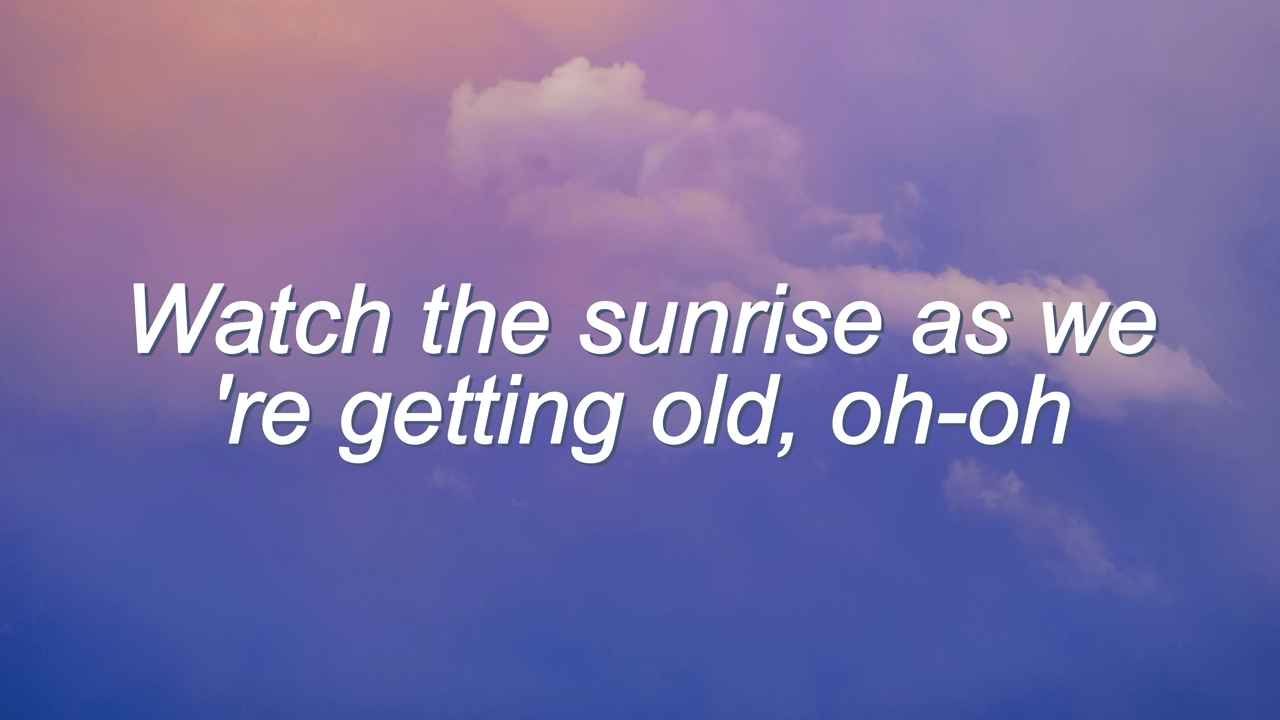 Watch the sunrise as we
're getting old, oh-oh